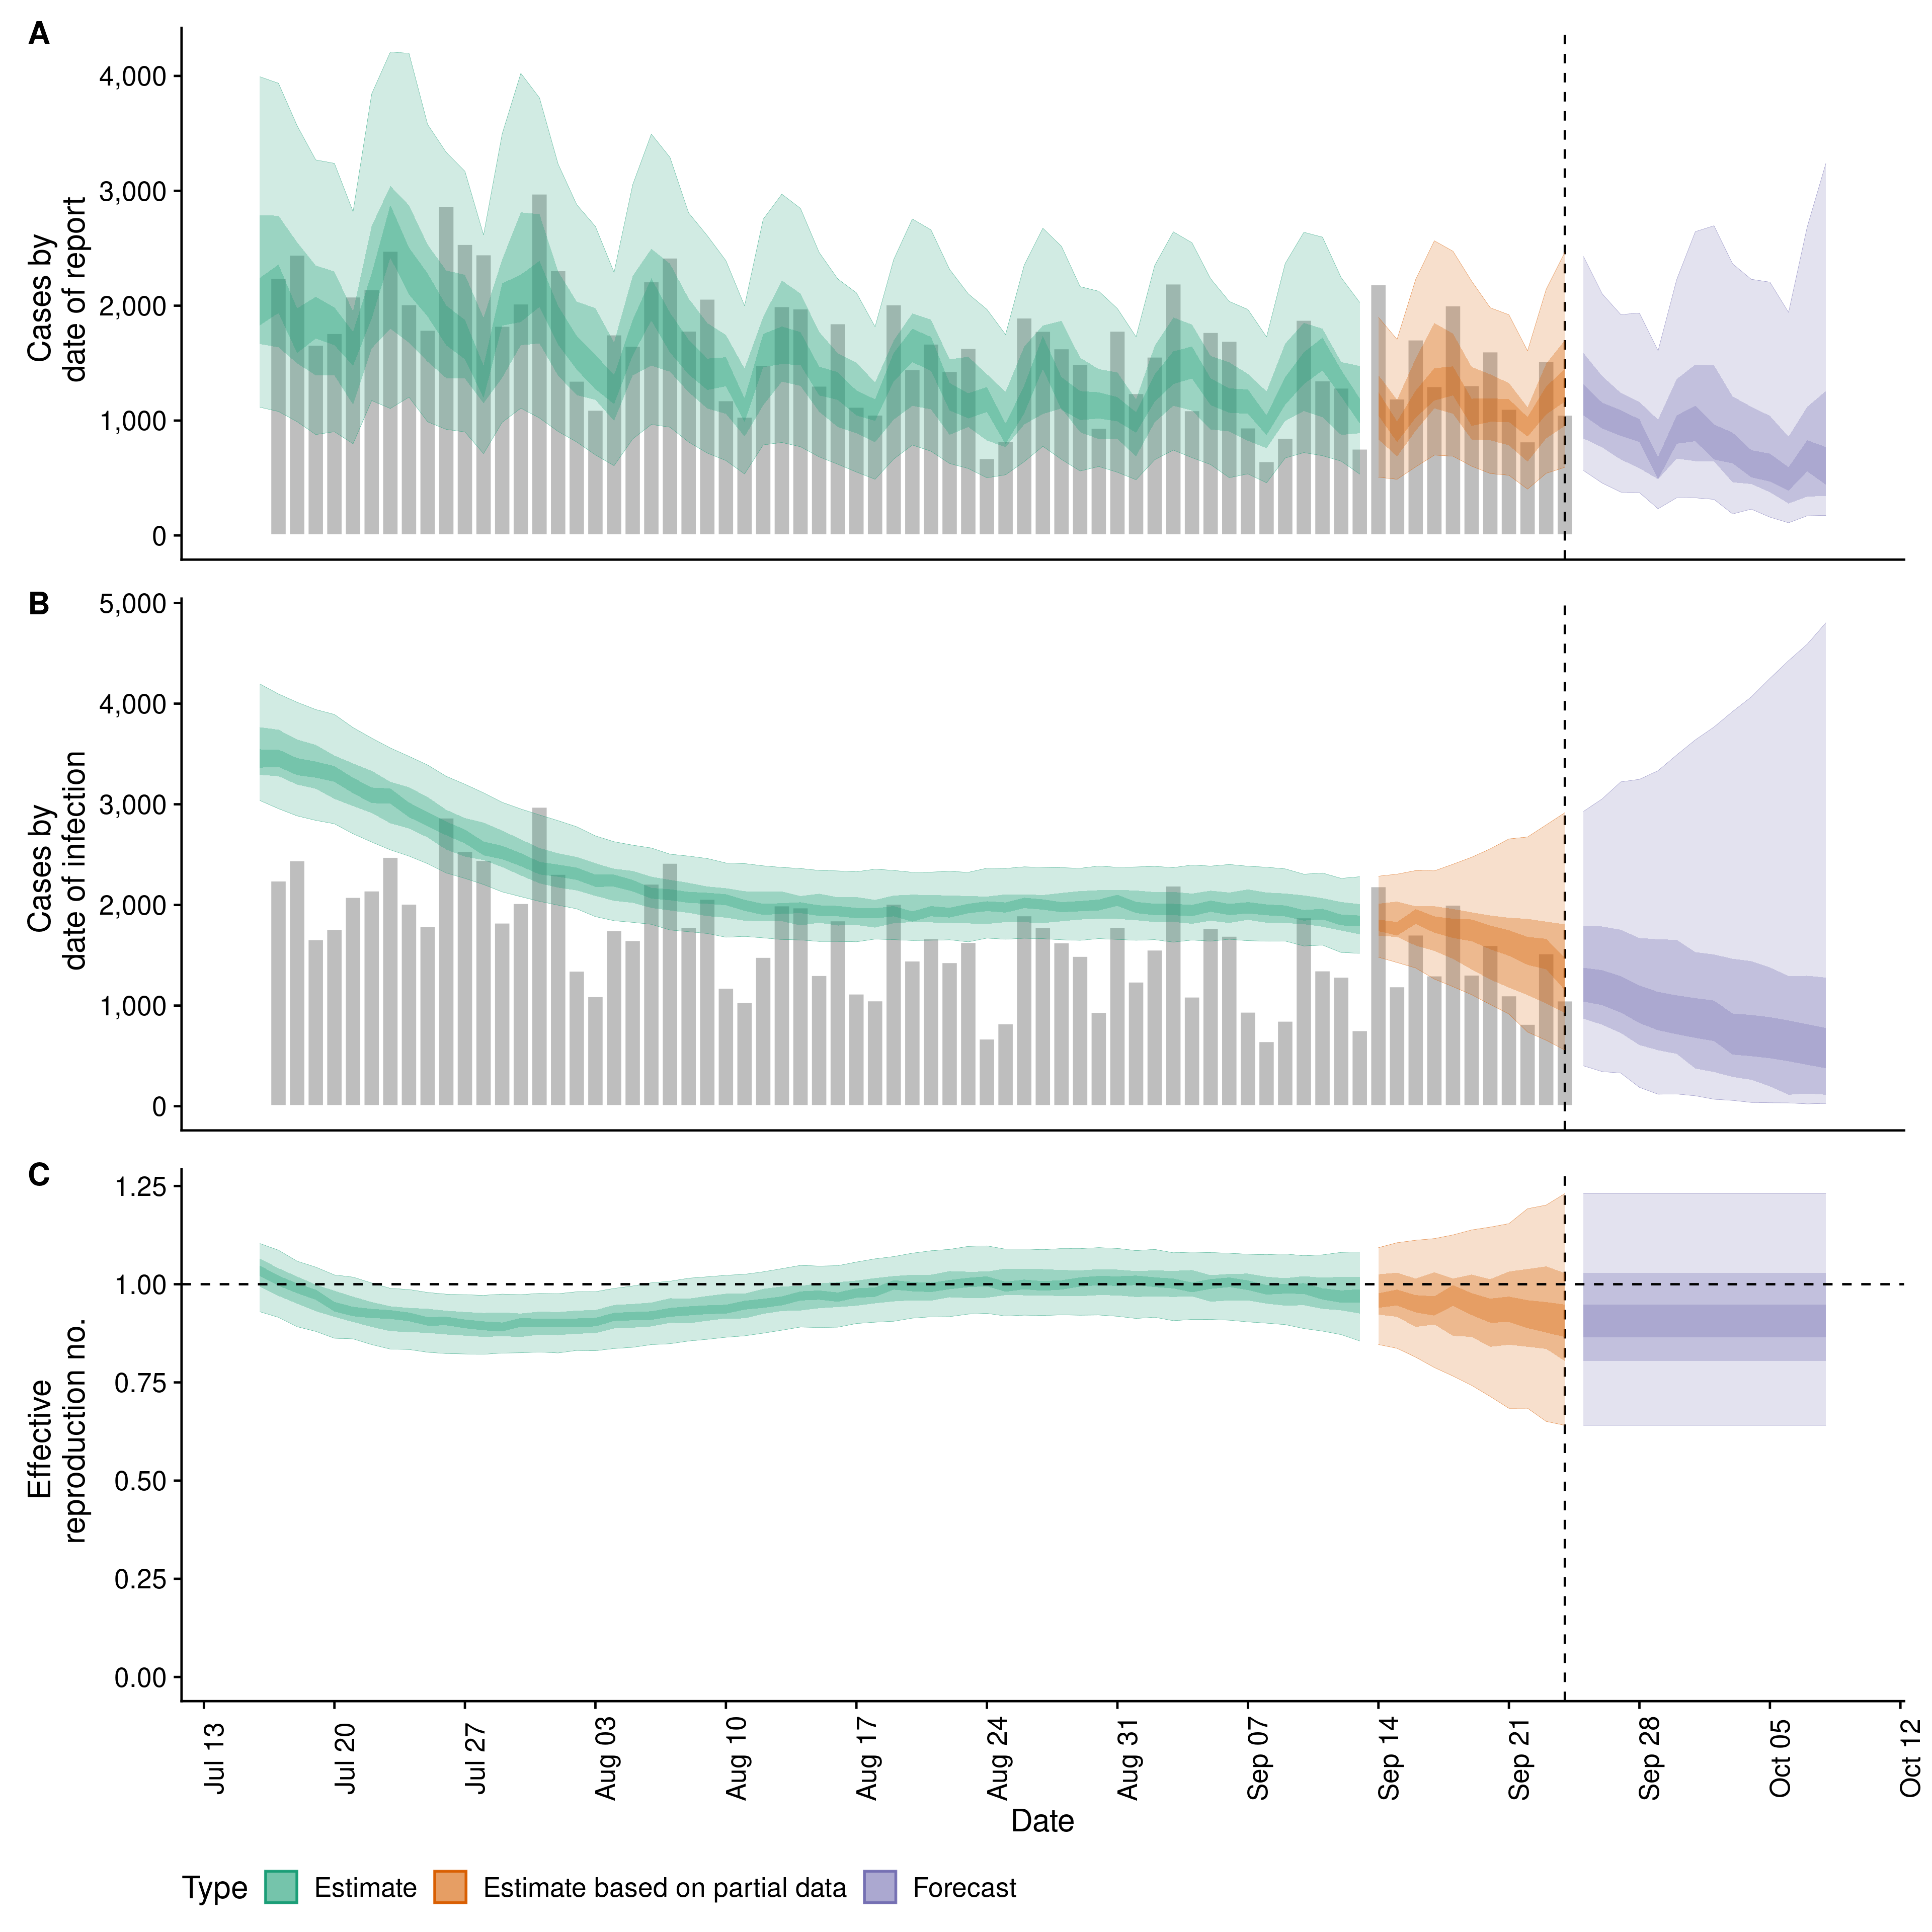 A
4,000
3,000
2,000
1,000
0
Cases by
date of report
B
5,000
4,000
3,000
2,000
1,000
0
Cases by
date of infection
C
1.25
1.00
0.75
0.50
0.25
0.00
Effective
reproduction no.
Jul 13
Jul 20
Jul 27
Aug 03
Aug 10
Aug 17
Aug 24
Aug 31
Sep 07
Sep 14
Sep 21
Sep 28
Oct 05
Oct 12
Date
Type Estimate Estimate based on partial data Forecast